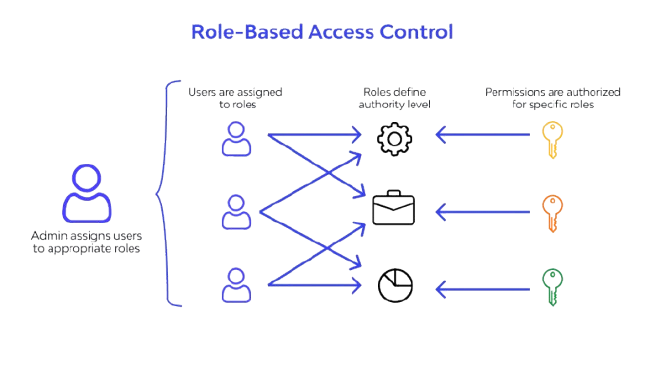 Role-Based Access Control
Users are assigned
to roles
Roles define
authority level
Permissions are authorized
for specific roles
Admin assigns users
to appropriate roles